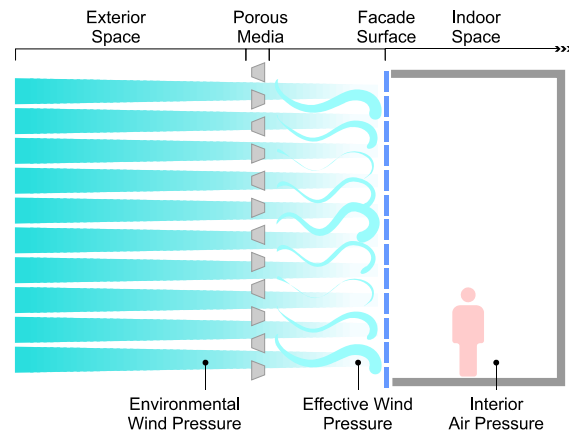 Exterior
Space
Porous
Media
Facade
Surface
Indoor
Space
Environmental
Wind Pressure
Effective Wind
Pressure
Interior
Air Pressure